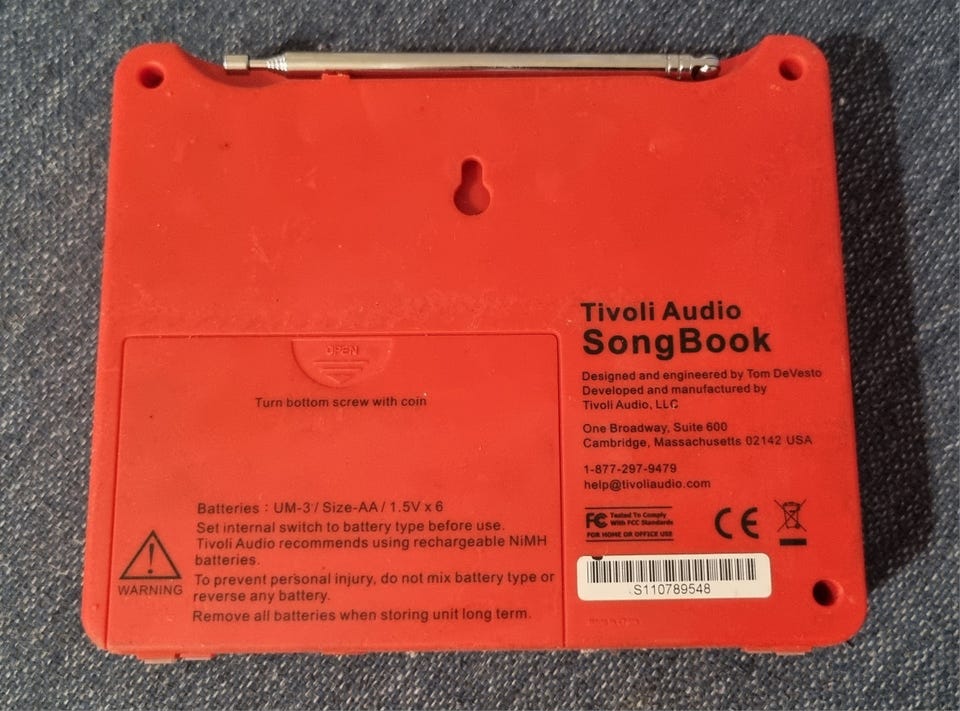 OPEN
Turn bottom screw with coin
Batteries : UM-3 / Size-AA / 1.5V x 6
Set internal switch to battery type before use.
Tivoli Audio recommends using rechargeable NiMH
batteries.
To prevent personal injury, do not mix battery type or
reverse any battery.
Remove all batteries when storing unit long term.
WARNING
Tivoli Audio
SongBook
Designed and engineered by Tom DeVesto
Developed and manufactured by
Tivoli Audio, LLC
One Broadway, Suite 600
Cambridge, Massachusetts 02142 USA
1-877-297-9479
help@tivoliaudio.com
FC Tested To Comply
With FCC Standards
FOR HOME OR OFFICE USE
CE
S110789548